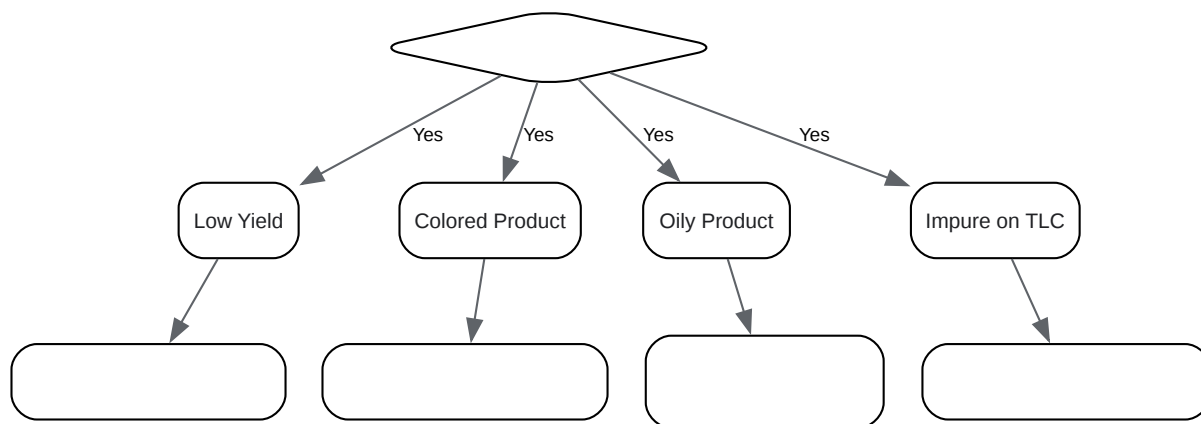 Yes
Yes
Yes
Yes
Low Yield
Colored Product
Oily Product
Impure on TLC